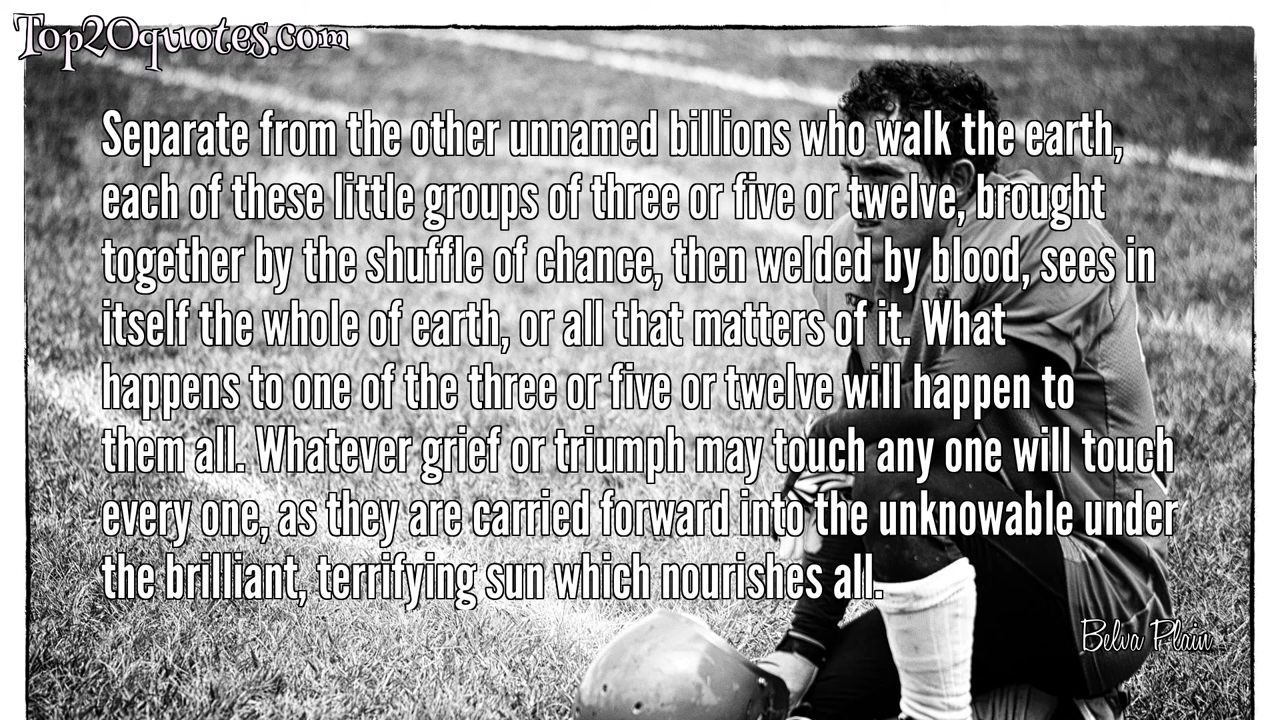 Top20quotes.com
Separate from the other unnamed billions who walk the earth,
each of these little groups of three or five or twelve, brought
together by the shuffle of chance, then welded by blood, sees in
itself the whole of earth, or all that matters of it. What
happens to one of the three or five or twelve will happen to
them all. Whatever grief or triumph may touch any one will touch
every one, as they are carried forward into the unknowable under
the brilliant, terrifying sun which nourishes all.
Belva Plain